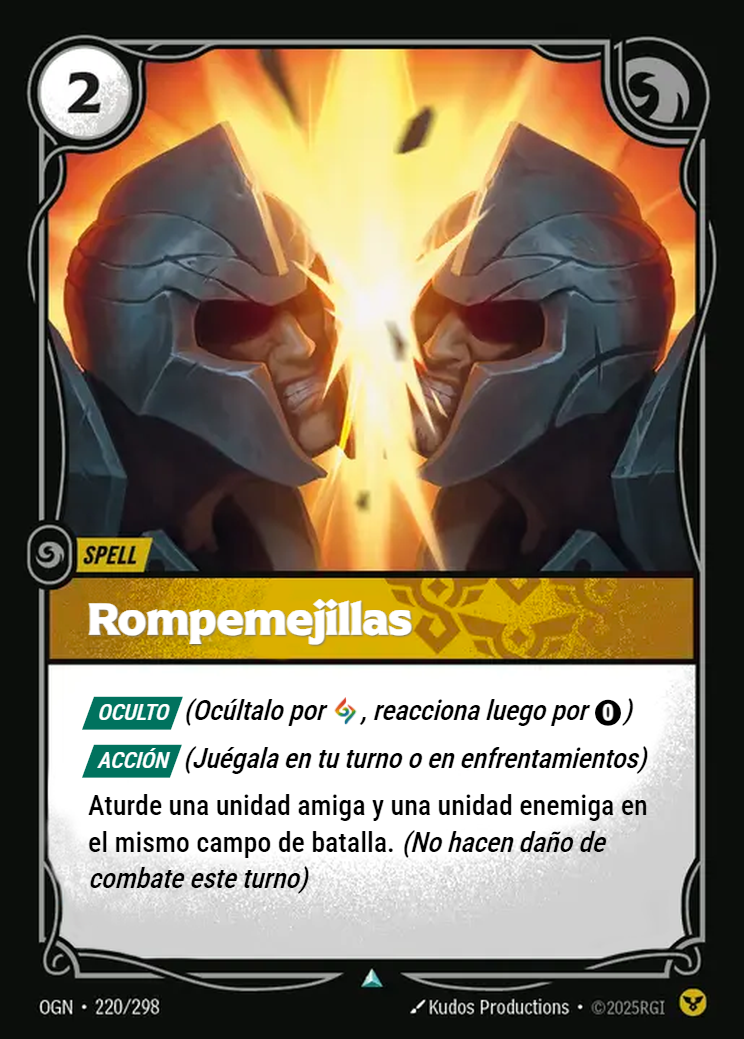 2
SPELL
Rompemejillas
OCULTO (Ocúltalo por , reacciona luego por 0)
ACCIÓN (Juégala en tu turno o en enfrentamientos)
Aturde una unidad amiga y una unidad enemiga en
el mismo campo de batalla. (No hacen daño de
combate este turno)
OGN • 220/298
Kudos Productions • ©2025RGI